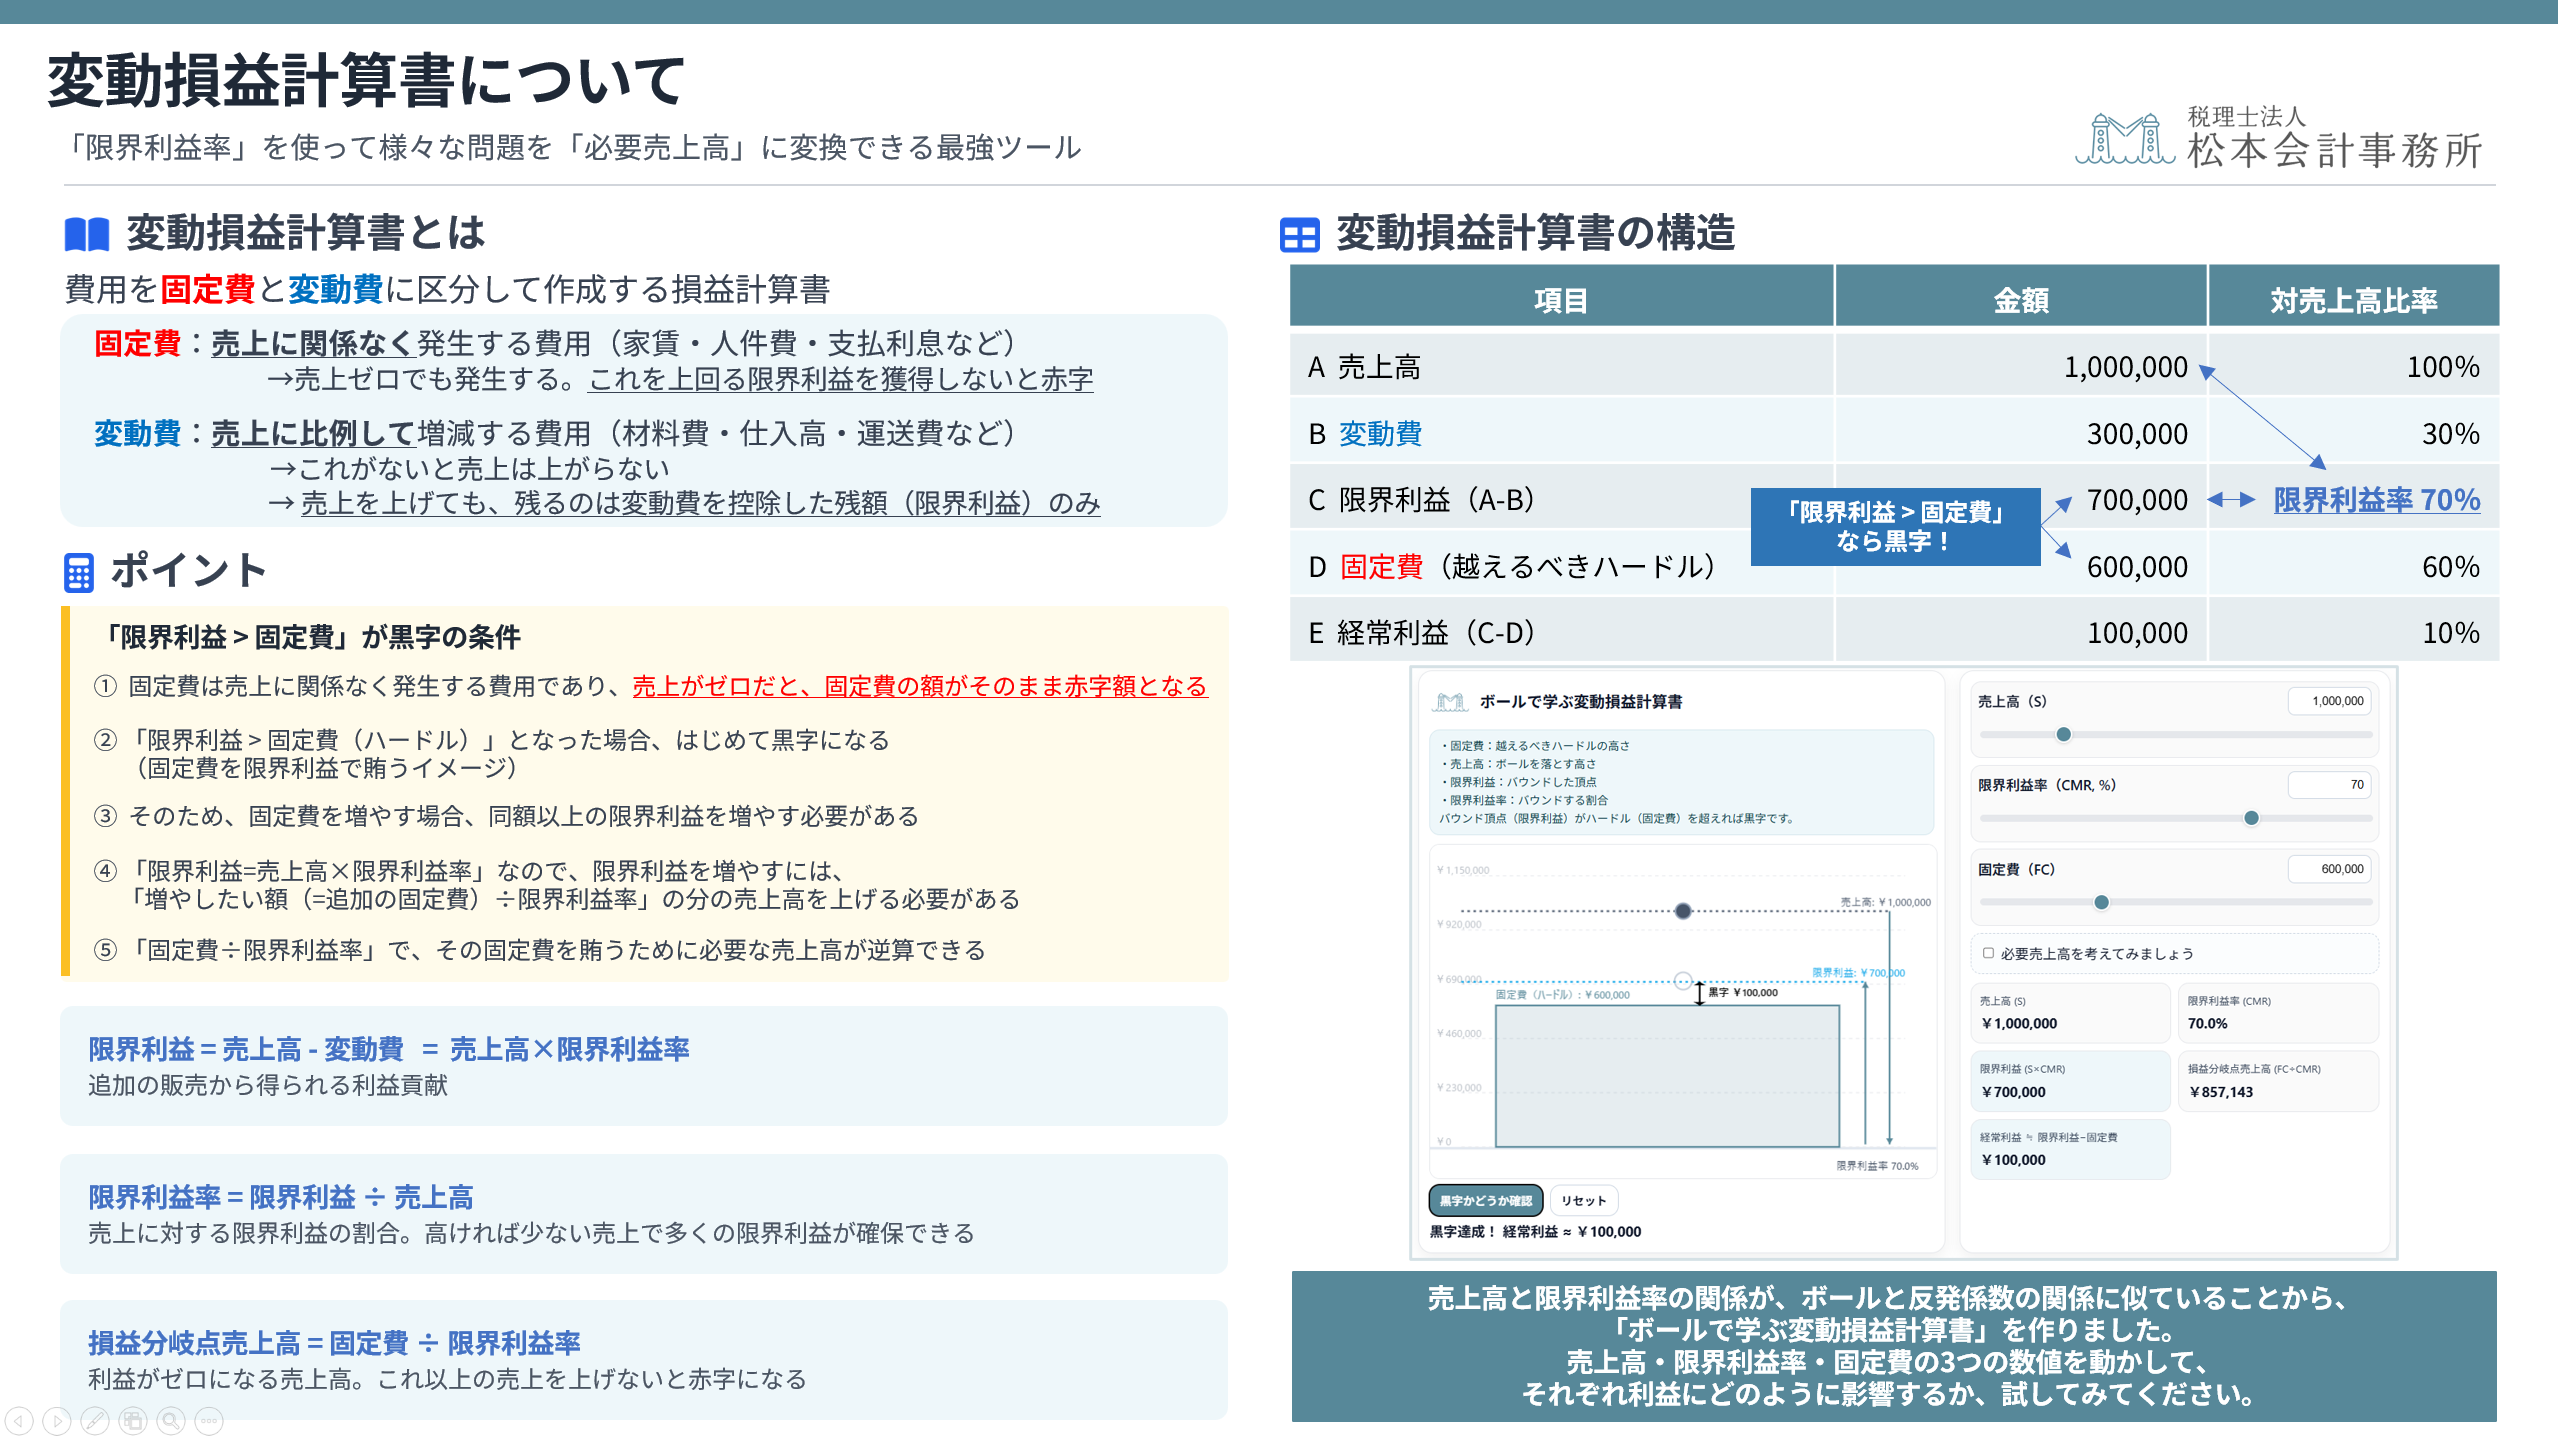 変動損益計算書について
「限界利益率」を使って様々な問題を「必要売上高」に変換できる最強ツール
税理士法人
松本会計事務所
変動損益計算書とは
費用を固定費と変動費に区分して作成する損益計算書
固定費：売上に関係なく発生する費用（家賃・人件費・支払利息など）
→売上ゼロでも発生する。これを上回る限界利益を獲得しないと赤字
変動費：売上に比例して増減する費用（材料費・仕入高・運送費など）
→これがないと売上は上がらない
→ 売上を上げても、残るのは変動費を控除した残額（限界利益）のみ
ポイント
「限界利益 > 固定費」が黒字の条件
① 固定費は売上に関係なく発生する費用であり、売上がゼロだと、固定費の額がそのまま赤字額となる
② 「限界利益 > 固定費（ハードル）」となった場合、はじめて黒字になる
（固定費を限界利益で賄うイメージ）
③ そのため、固定費を増やす場合、同額以上の限界利益を増やす必要がある
④ 「限界利益=売上高×限界利益率」なので、限界利益を増やすには、
「増やしたい額（=追加の固定費）÷限界利益率」の分の売上高を上げる必要がある
⑤ 「固定費÷限界利益率」で、その固定費を賄うために必要な売上高が逆算できる
限界利益 = 売上高 - 変動費 = 売上高×限界利益率
追加の販売から得られる利益貢献
限界利益率 = 限界利益 ÷ 売上高
売上に対する限界利益の割合。高ければ少ない売上で多くの限界利益が確保できる
損益分岐点売上高 = 固定費 ÷ 限界利益率
利益がゼロになる売上高。これ以上の売上を上げないと赤字になる
変動損益計算書の構造
項目 金額 対売上高比率
A 売上高 1,000,000 100%
B 変動費 300,000 30%
C 限界利益（A-B） 700,000 限界利益率 70%
「限界利益 > 固定費」
なら黒字！
D 固定費（越えるべきハードル） 600,000 60%
E 経常利益（C-D） 100,000 10%
ボールで学ぶ変動損益計算書
・固定費：越えるべきハードルの高さ
・売上高：ボールを落とす高さ
・限界利益：バウンドした頂点
・限界利益率：バウンドする割合
バウンド頂点（限界利益）がハードル（固定費）を超えれば黒字です。
￥1,150,000
売上高: ￥1,000,000
￥920,000
限界利益: ￥700,000
￥690,000
固定費（ハードル）: ￥600,000
黒字 ￥100,000
￥460,000
￥230,000
￥0
限界利益率 70.0%
黒字かどうか確認 リセット
黒字達成！ 経常利益 ≈ ￥100,000
売上高（S） 1,000,000
限界利益率（CMR, %） 70
固定費（FC） 600,000
必要売上高を考えてみましょう
売上高 (S)
￥1,000,000
限界利益率 (CMR)
70.0%
限界利益 (S×CMR)
￥700,000
損益分岐点売上高 (FC÷CMR)
￥857,143
経常利益 ≒ 限界利益−固定費
￥100,000
売上高と限界利益率の関係が、ボールと反発係数の関係に似ていることから、
「ボールで学ぶ変動損益計算書」を作りました。
売上高・限界利益率・固定費の3つの数値を動かして、
それぞれ利益にどのように影響するか、試してみてください。